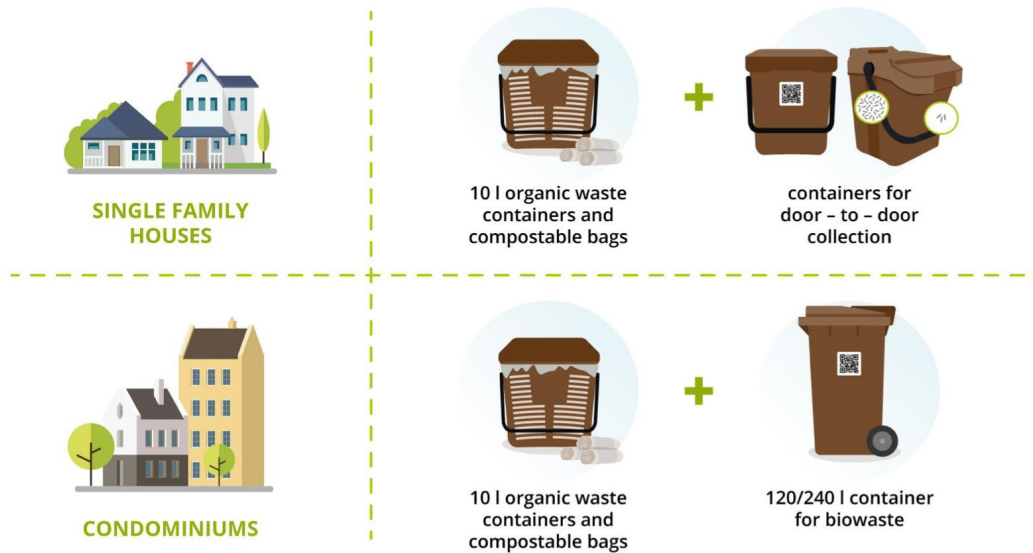 SINGLE FAMILY
HOUSES
10 l organic waste
containers and
compostable bags
+
containers for
door – to – door
collection
CONDOMINIUMS
10 l organic waste
containers and
compostable bags
+
120/240 l container
for biowaste